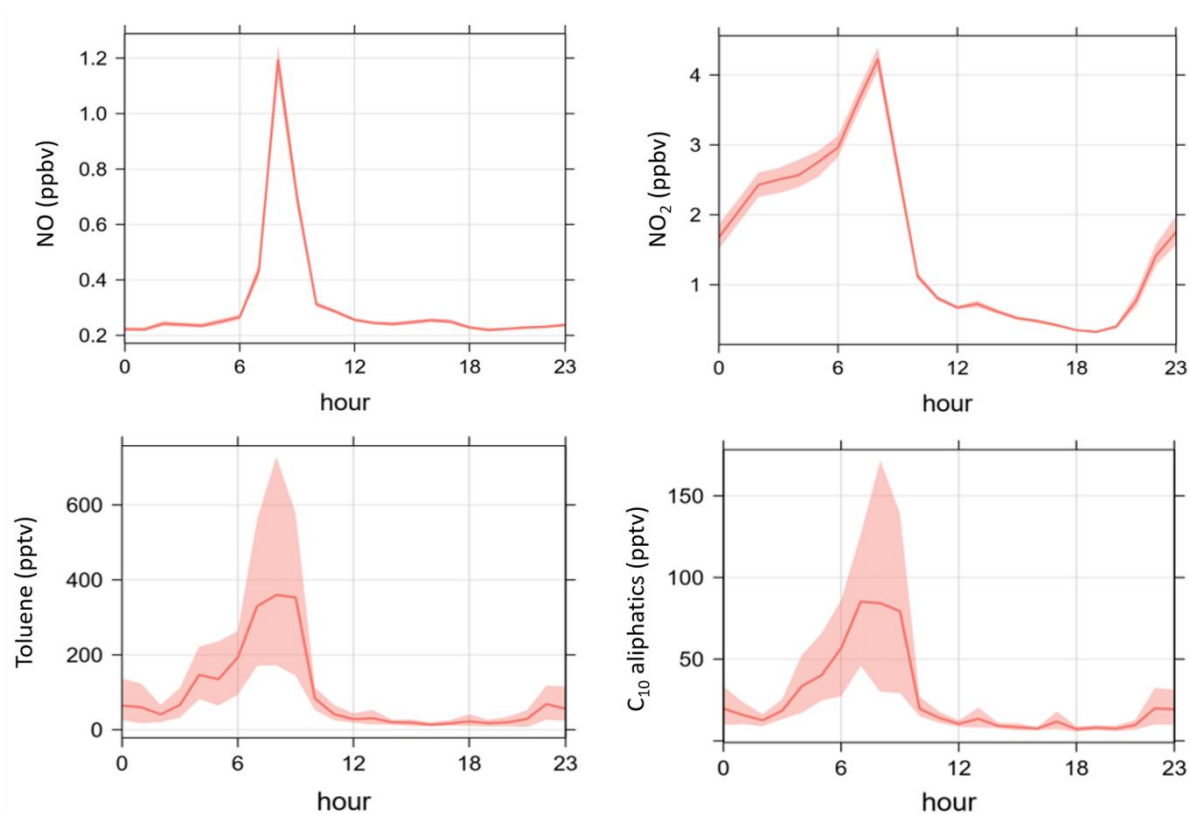 NO (ppbv)
1.2
1.0
0.8
0.6
0.4
0.2
0 6 12 18 23
hour
NO2 (ppbv)
4
3
2
1
0 6 12 18 23
hour
Toluene (pptv)
600
400
200
0
0 6 12 18 23
hour
C10 aliphatics (pptv)
150
100
50
0 6 12 18 23
hour